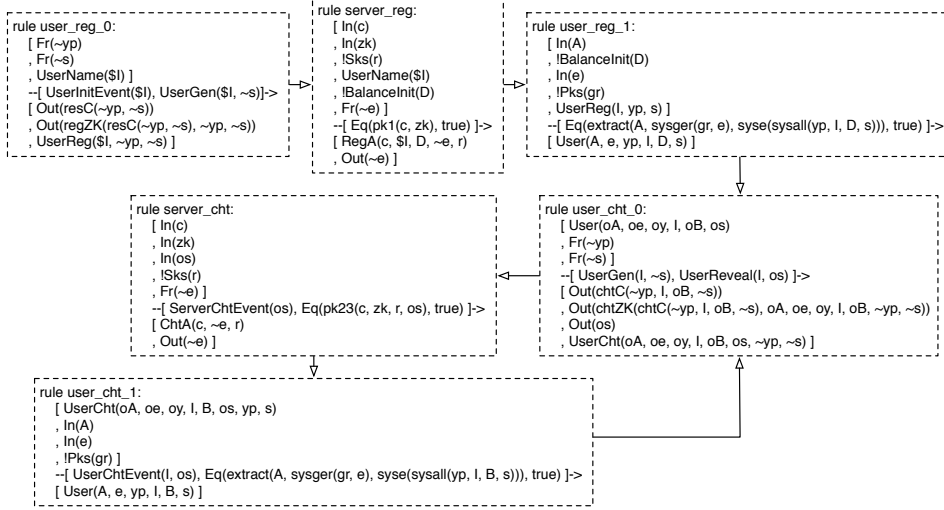 rule user_reg_0:
[ Fr(~yp)
, Fr(~s)
, UserName($I) ]
--[ UserInitEvent($I), UserGen($I, ~s)]->
[ Out(resC(~yp, ~s))
, Out(regZK(resC(~yp, ~s), ~yp, ~s))
, UserReg($I, ~yp, ~s) ]
rule server_reg:
[ In(c)
, In(zk)
, !Sks(r)
, UserName($I)
, !BalanceInit(D)
, Fr(~e) ]
--[ Eq(pk1(c, zk), true) ]->
[ RegA(c, $I, D, ~e, r)
, Out(~e) ]
rule user_reg_1:
[ In(A)
, !BalanceInit(D)
, In(e)
, !Pks(gr)
, UserReg(I, yp, s) ]
--[ Eq(extract(A, sysger(gr, e), syse(sysall(yp, I, D, s))), true) ]->
[ User(A, e, yp, I, D, s) ]
rule server_cht:
[ In(c)
, In(zk)
, In(os)
, !Sks(r)
, Fr(~e) ]
--[ ServerChtEvent(os), Eq(pk23(c, zk, r, os), true) ]->
[ ChtA(c, ~e, r)
, Out(~e) ]
rule user_cht_0:
[ User(oA, oe, oy, I, oB, os)
, Fr(~yp)
, Fr(~s) ]
--[ UserGen(I, ~s), UserReveal(I, os) ]->
[ Out(chtC(~yp, I, oB, ~s))
, Out(chtZK(chtC(~yp, I, oB, ~s), oA, oe, oy, I, oB, ~yp, ~s))
, Out(os)
, UserCht(oA, oe, oy, I, oB, os, ~yp, ~s) ]
rule user_cht_1:
[ UserCht(oA, oe, oy, I, B, os, yp, s)
, In(A)
, In(e)
, !Pks(gr) ]
--[ UserChtEvent(I, os), Eq(extract(A, sysger(gr, e), syse(sysall(yp, I, B, s))), true) ]->
[ User(A, e, yp, I, B, s) ]